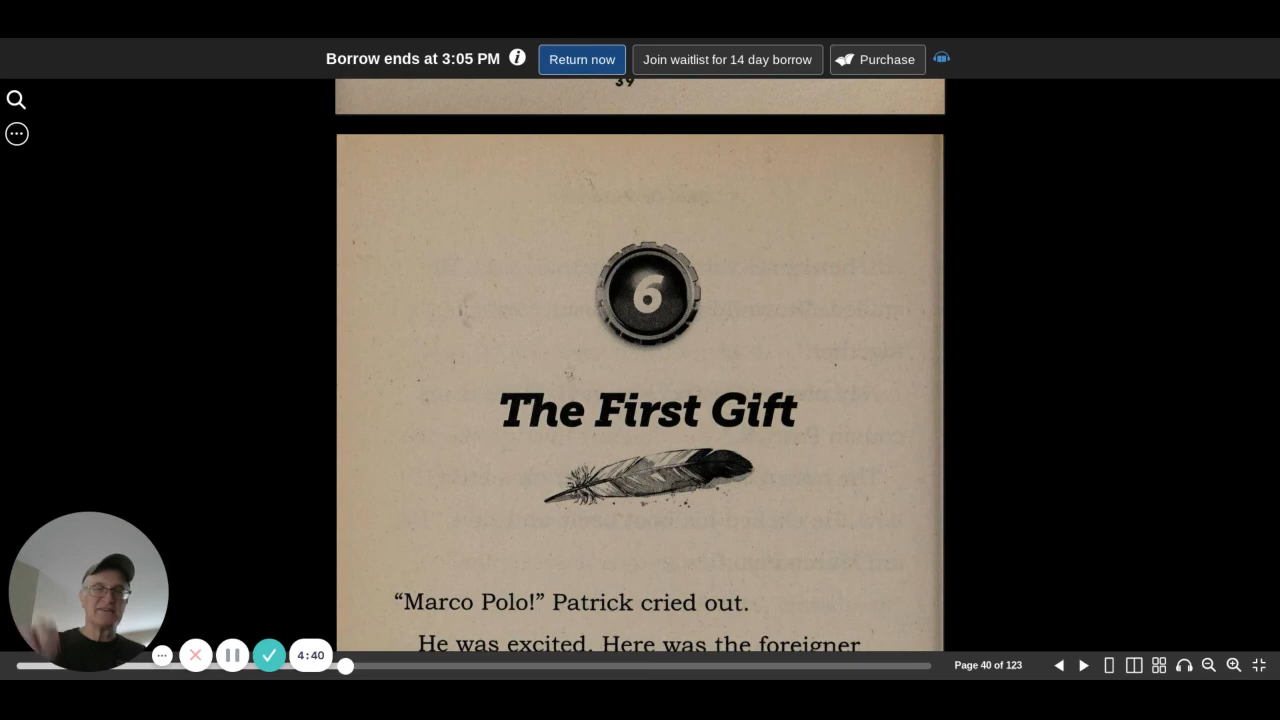 Borrow ends at 3:05 PM
Return now
Join waitlist for 14 day borrow
Purchase
39
6
The First Gift
“Marco Polo!” Patrick cried out.
He was excited. Here was the foreigner
4:40
Page 40 of 123